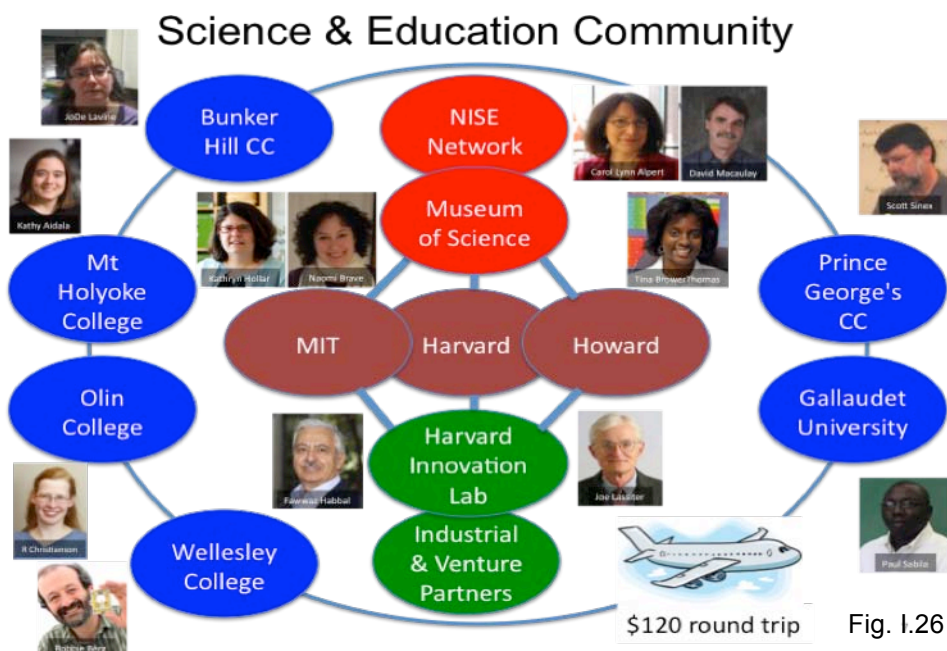 Science & Education Community
JoDe Lavine
Bunker
Hill CC
NISE
Network
Carol Lynn Alpert
David Macaulay
Scott Sinex
Kathy Aidala
Kathryn Hollar
Naomi Brave
Museum
of Science
Tina BrowerThomas
Mt
Holyoke
College
Prince
George's
CC
MIT
Harvard
Howard
Olin
College
Gallaudet
University
Fawwaz Habbal
Harvard
Innovation
Lab
Joe Lassiter
R Christianson
Wellesley
College
Industrial
& Venture
Partners
Paul Sabila
Robbie Berg
$120 round trip
Fig. I.26